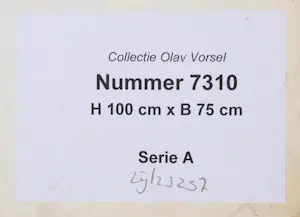 Collectie Olav Vorsel
Nummer 7310
H 100 cm x B 75 cm
Serie A